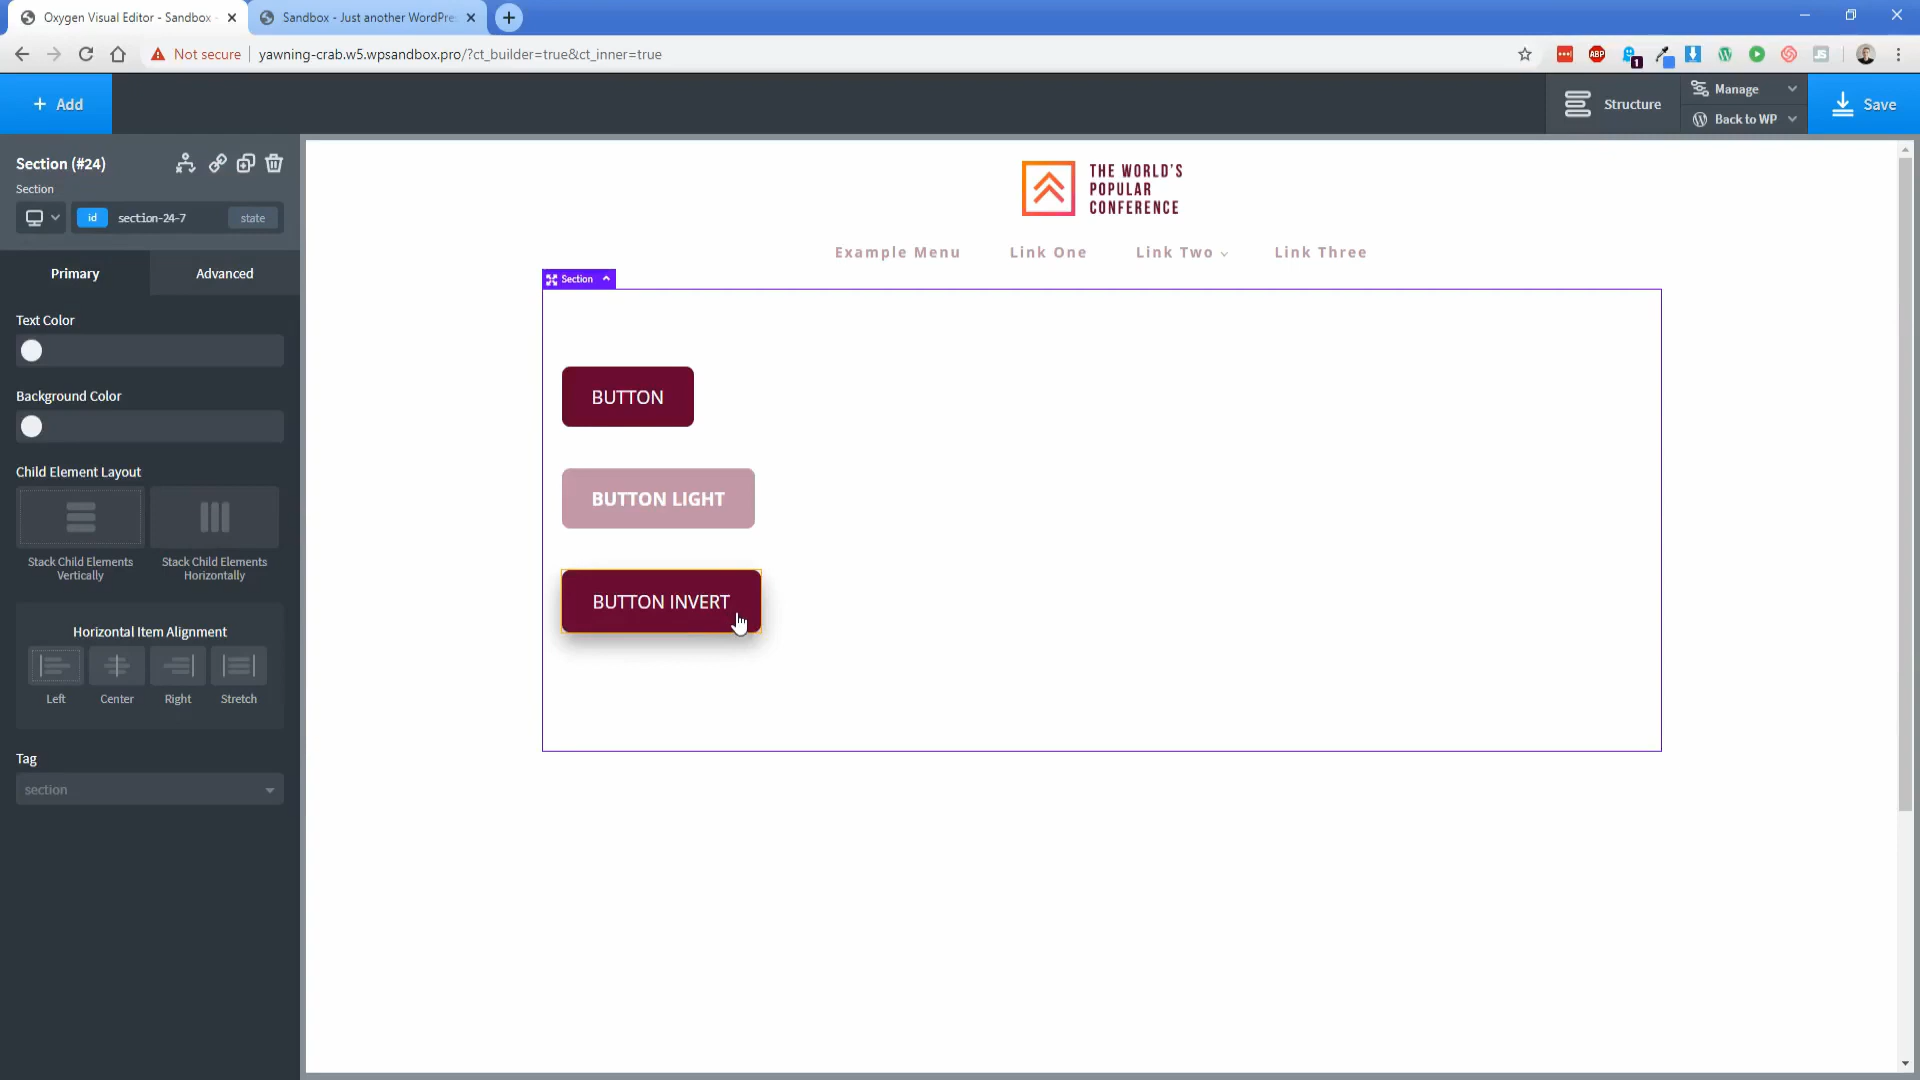 Oxygen Visual Editor - Sandbox -
Sandbox - Just another WordPre
Not secure
yawning-crab.w5.wpsandbox.pro/?ct_builder=true&ct_inner=true
ABP
1
JS
+ Add
Structure
Manage
Back to WP
Save
Section (#24)
Section
id
section-24-7
state
Primary
Advanced
Text Color
Background Color
Child Element Layout
Stack Child Elements
Vertically
Stack Child Elements
Horizontally
Horizontal Item Alignment
Left
Center
Right
Stretch
Tag
section
THE WORLD'S
POPULAR
CONFERENCE
Example Menu
Link One
Link Two
Link Three
Section
BUTTON
BUTTON LIGHT
BUTTON INVERT